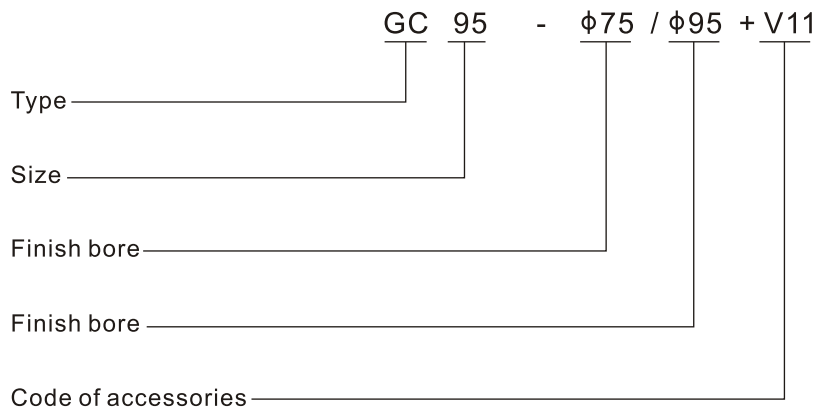 GC 95 - ϕ75 / ϕ95 + V11
Type
Size
Finish bore
Finish bore
Code of accessories